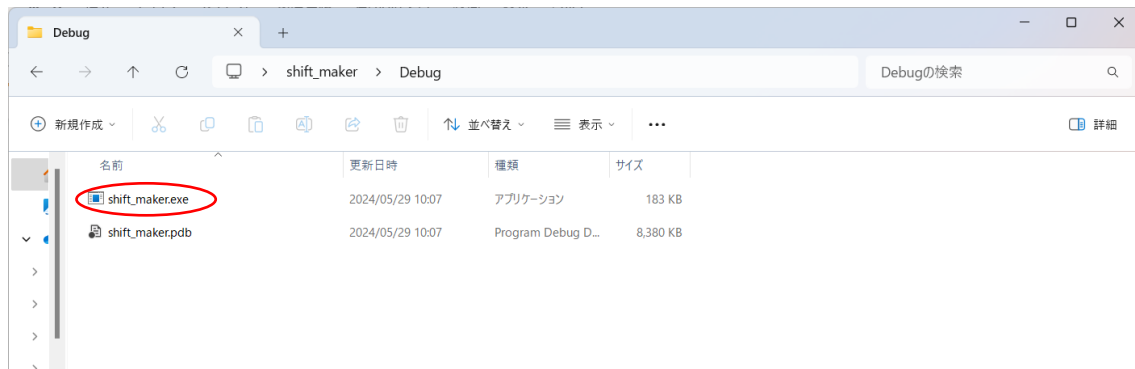 Debug
shift_maker > Debug
Debugの検索
新規作成 並べ替え 表示 詳細
名前 更新日時 種類 サイズ
shift_maker.exe 2024/05/29 10:07 アプリケーション 183 KB
shift_maker.pdb 2024/05/29 10:07 Program Debug D... 8,380 KB